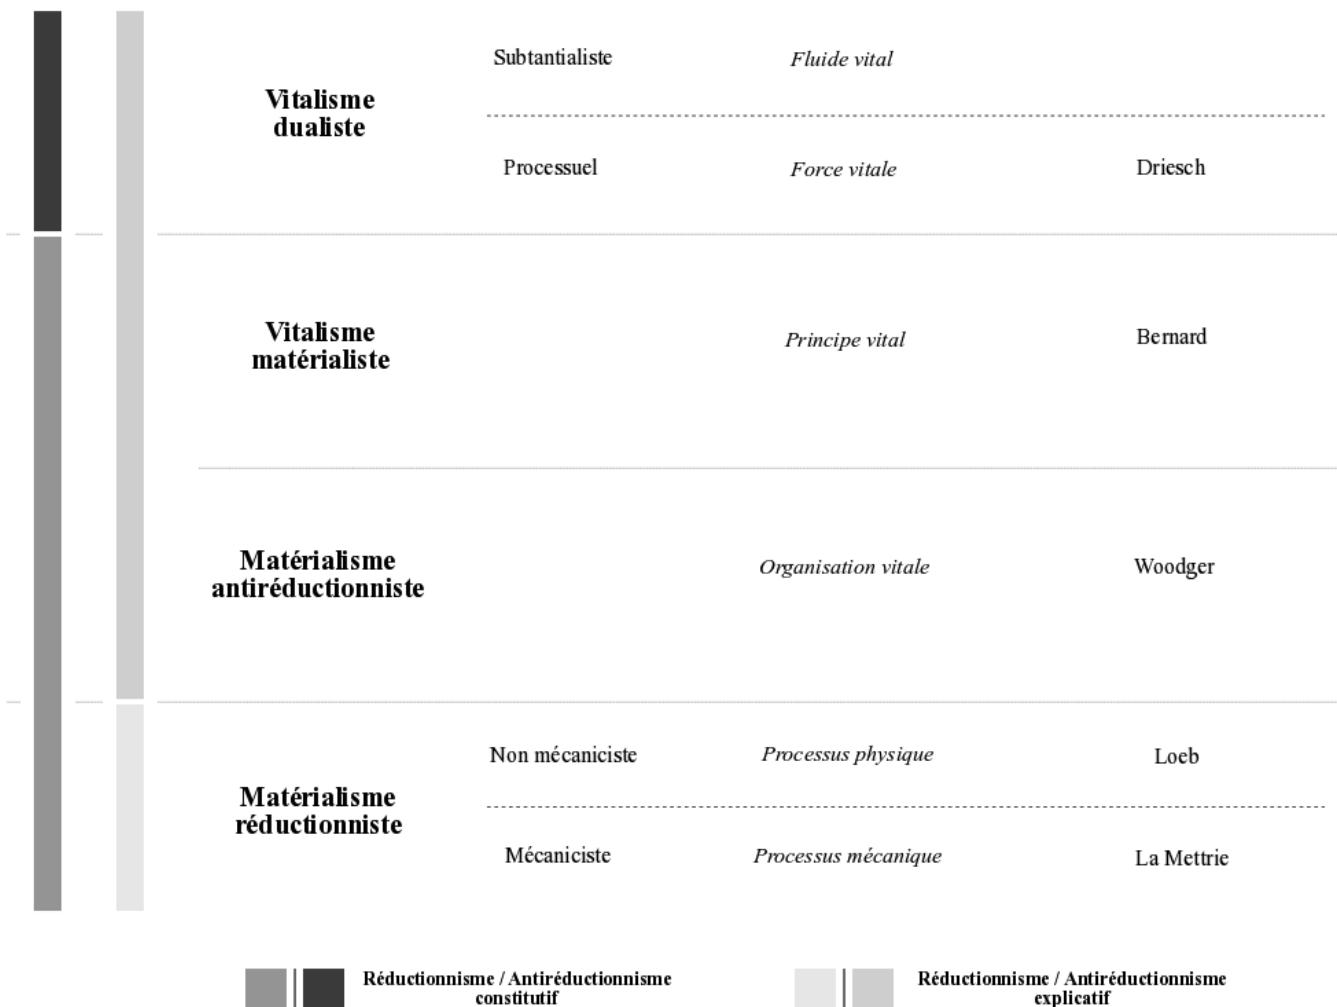 Subtantialiste
Fluide vital
Vitalisme
dualiste
Processuel
Force vitale
Driesch
Vitalisme
matérialiste
Principe vital
Bernard
Matérialisme
antiréductionniste
Organisation vitale
Woodger
Non mécaniciste
Processus physique
Loeb
Matérialisme
réductionniste
Mécaniciste
Processus mécanique
La Mettrie
Réductionnisme / Antiréductionnisme
constitutif
Réductionnisme / Antiréductionnisme
explicatif